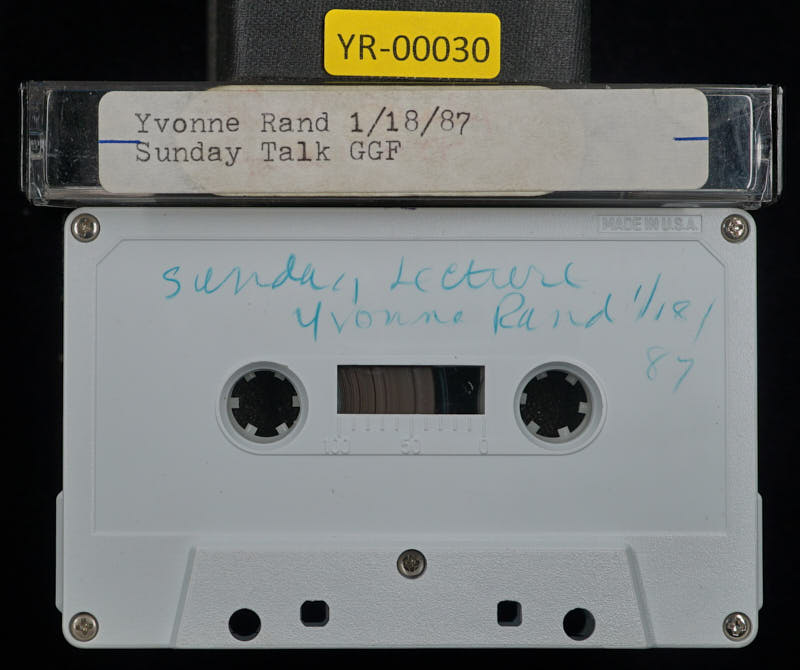 YR-00030
Yvonne Rand 1/18/87
Sunday Talk GGF
MADE IN U.S.A.
Sunday Lecture
Yvonne Rand 1/18/
87
100 50 0